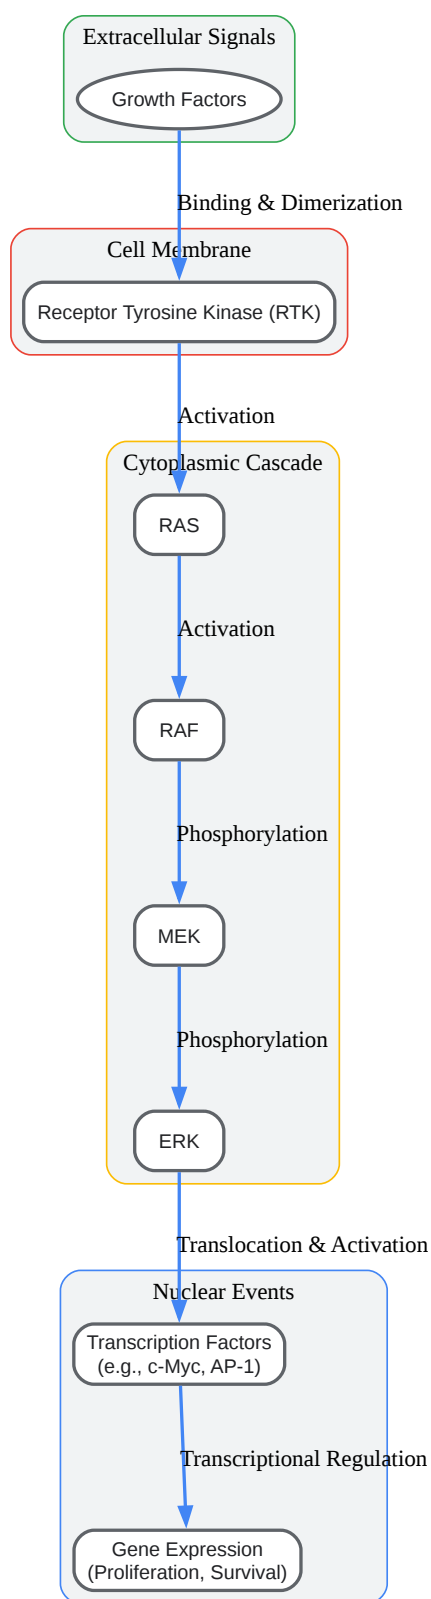 Extracellular Signals
Growth Factors
Binding & Dimerization
Cell Membrane
Receptor Tyrosine Kinase (RTK)
Activation
Cytoplasmic Cascade
RAS
Activation
RAF
Phosphorylation
MEK
Phosphorylation
ERK
Translocation & Activation
Nuclear Events
Transcription Factors
(e.g., c-Myc, AP-1)
Transcriptional Regulation
Gene Expression
(Proliferation, Survival)